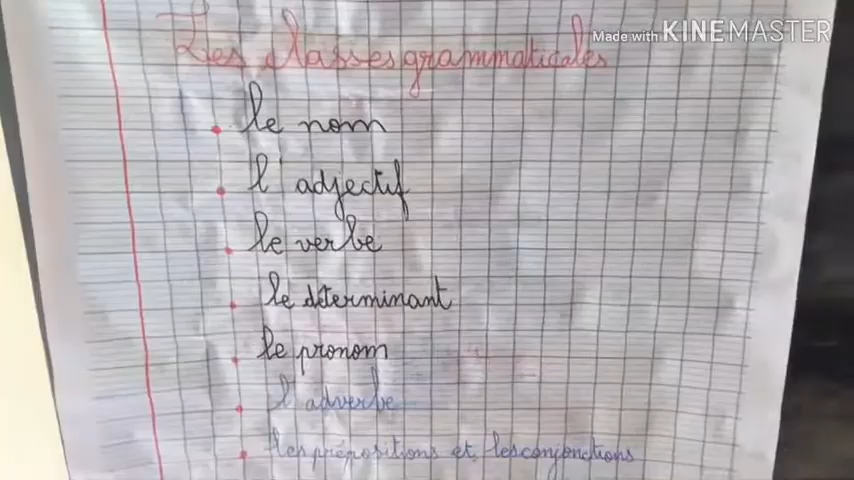 Made with KINEMASTER
Les classes grammaticales
le nom
l'adjectif
le verbe
le déterminant
le pronom
l'adverbe
les prépositions et les conjonctions